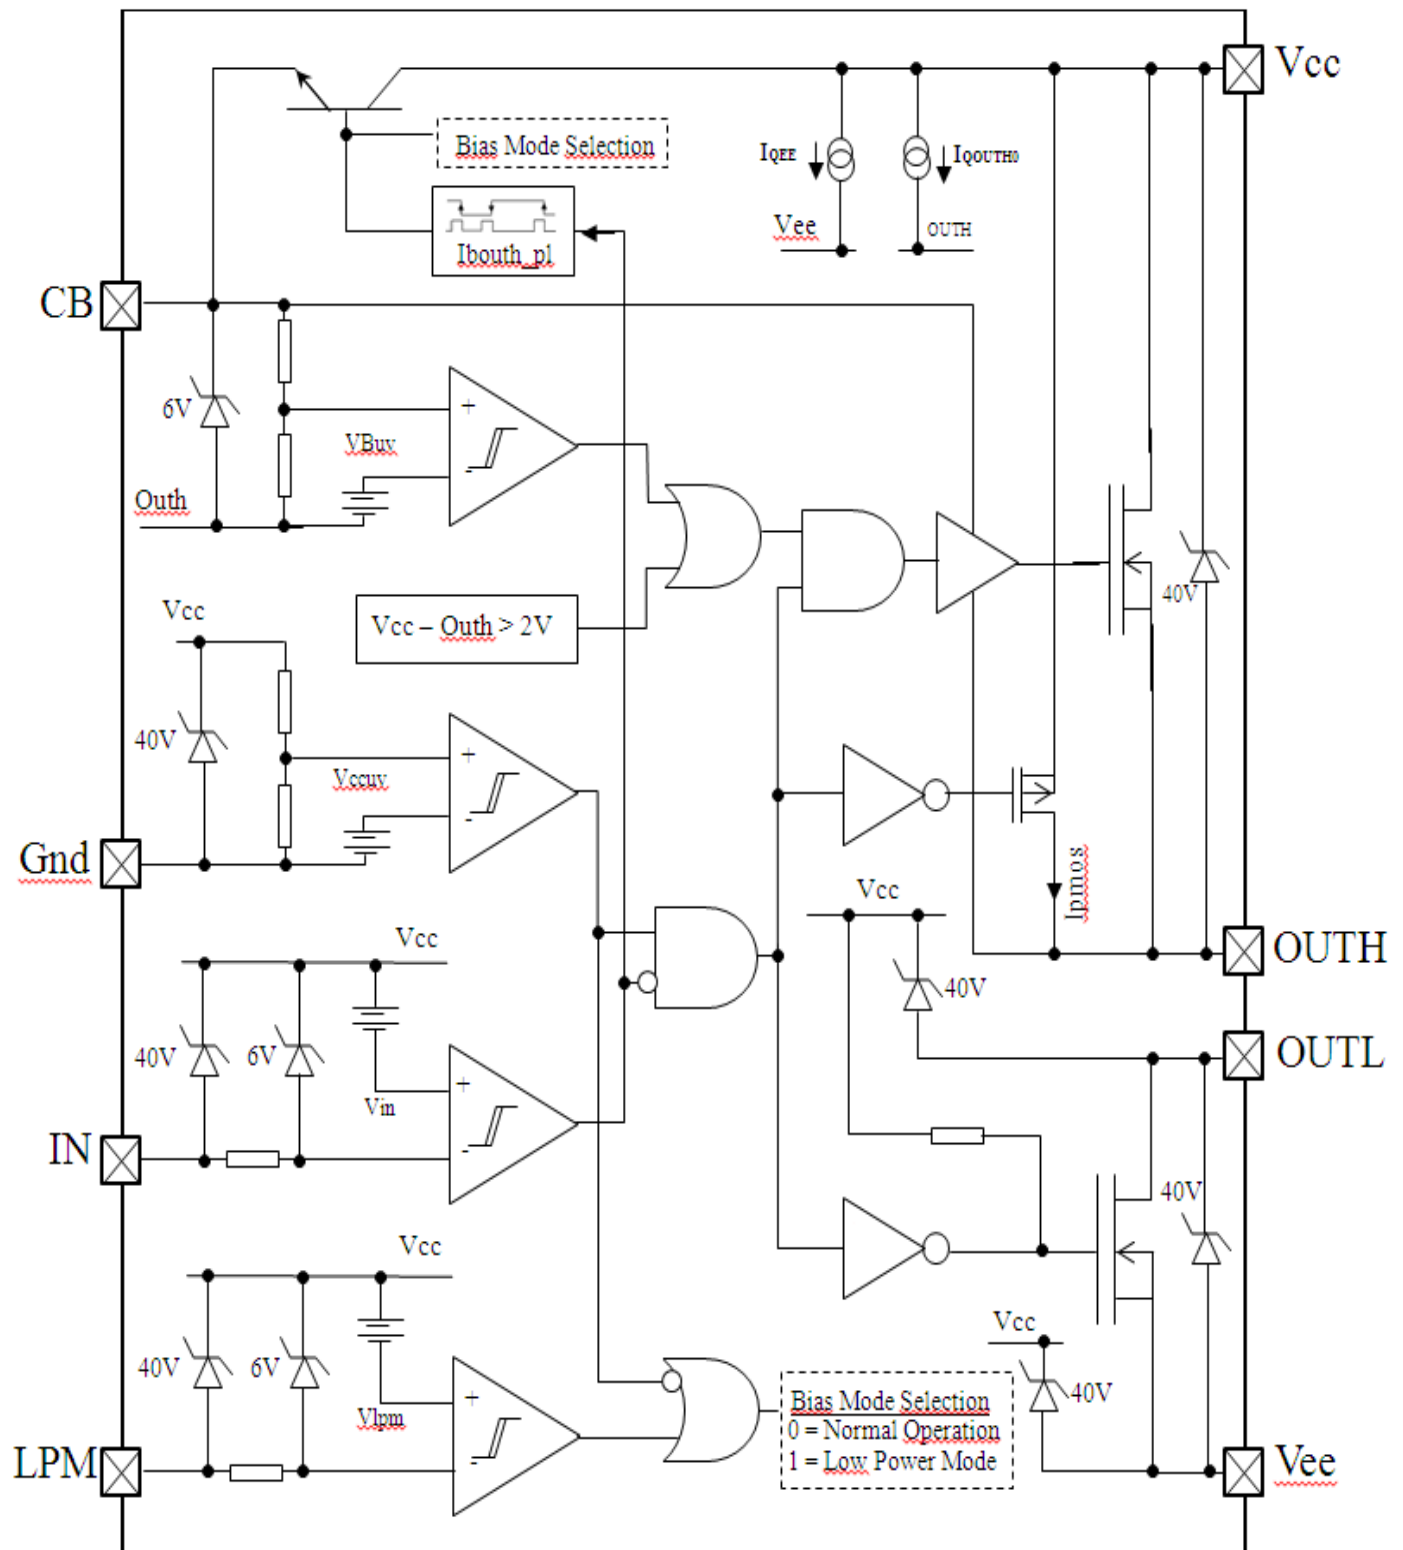 Vcc
Bias Mode Selection
IQEE
IQOUTH0
Vee
OUTH
Ibouth_pl
CB
6V
+
VBuv
-
Outh
40V
Vcc
Vcc – Outh > 2V
40V
+
Vccuv
-
Gnd
Ipmos
Vcc
Vcc
OUTH
40V
40V
6V
OUTL
+
Vin
-
IN
40V
Vcc
Vcc
40V
6V
40V
+
Vlpm
-
Bias Mode Selection
0 = Normal Operation
1 = Low Power Mode
LPM
Vee